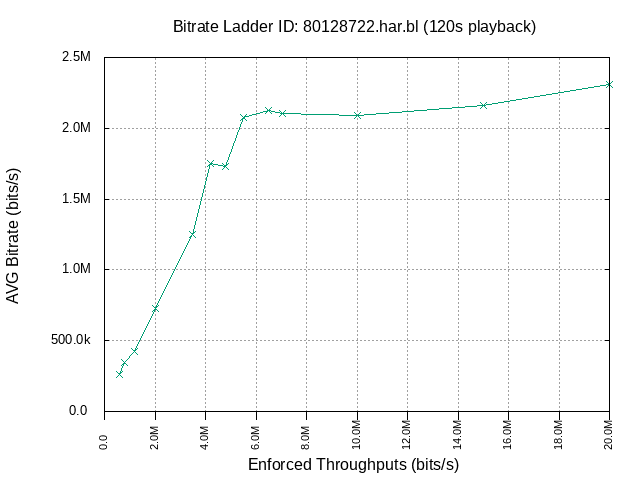 Bitrate Ladder ID: 80128722.har.bl (120s playback)
2.5M
2.0M
1.5M
1.0M
500.0k
0.0
AVG Bitrate (bits/s)
0.0 2.0M 4.0M 6.0M 8.0M 10.0M 12.0M 14.0M 16.0M 18.0M 20.0M
Enforced Throughputs (bits/s)